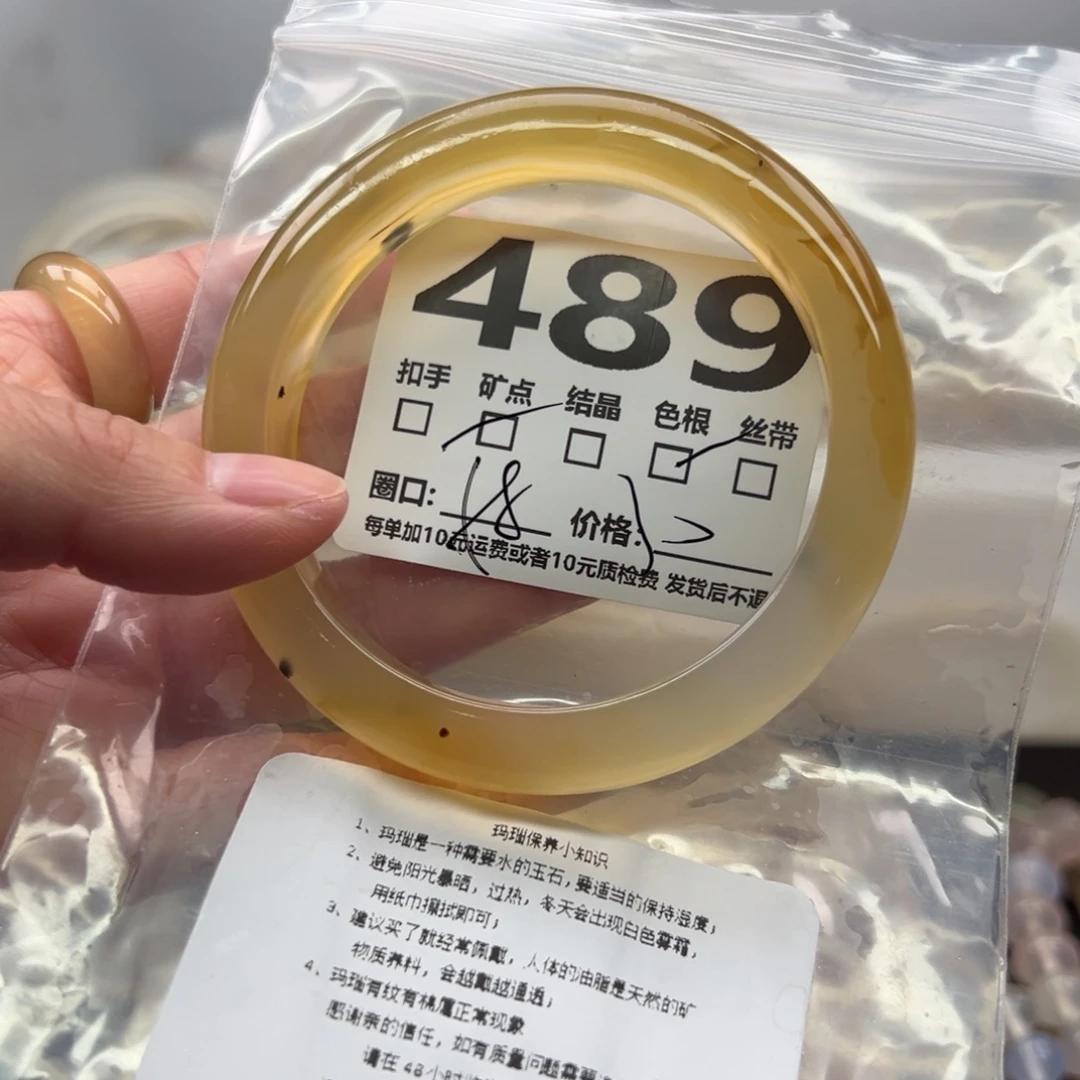 489
扣手 矿点 结晶 色根 丝带
圈口: 18 价格:
每单加10元运费或者10元质检费 发货后不退
玛瑙保养小知识
1、玛瑙是一种需要水的玉石，要适当的保持湿度；
2、避免阳光暴晒，过热，冬天会出现白色雾霜，
用纸巾擦拭即可；
3、建议买了就经常佩戴，人体的油脂是天然的矿
物质养料，会越戴越通透；
4、玛瑙有纹有棉属正常现象
感谢亲的信任，如有质量问题需要
请在48小时